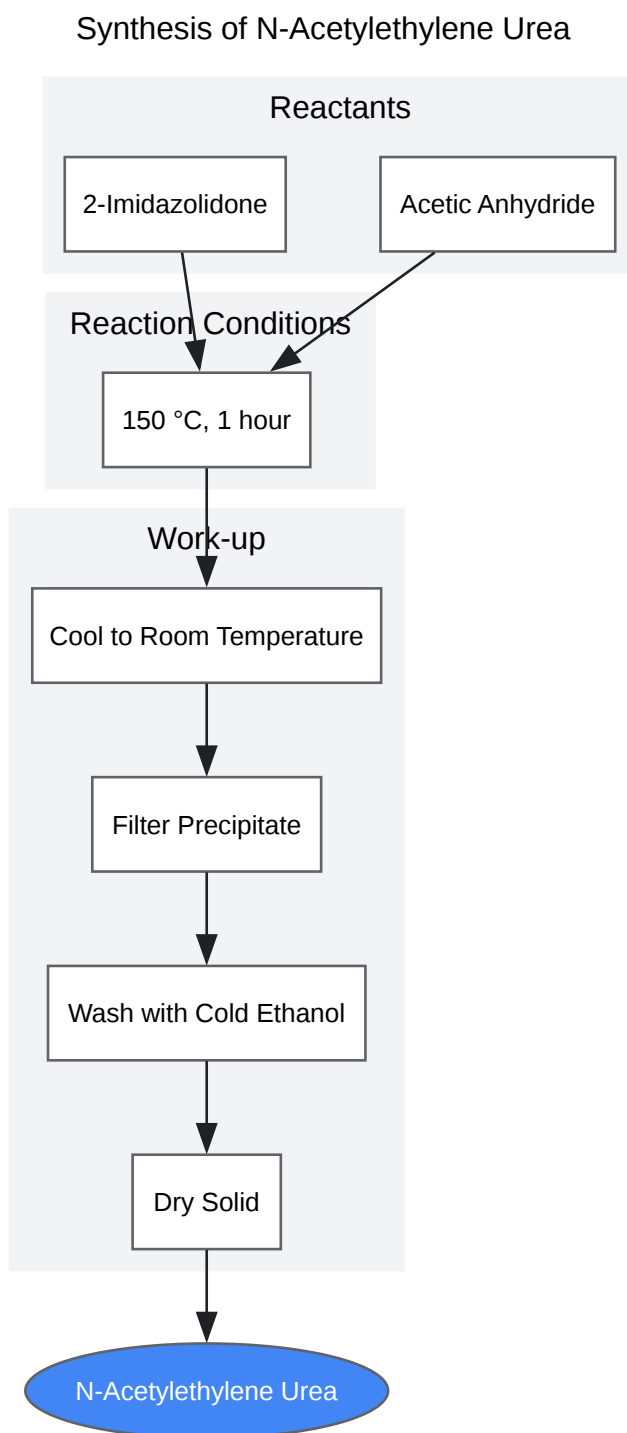 Synthesis of N-Acetylethylene Urea
Reactants
2-Imidazolidone
Acetic Anhydride
Reaction Conditions
150 °C, 1 hour
Work-up
Cool to Room Temperature
Filter Precipitate
Wash with Cold Ethanol
Dry Solid
N-Acetylethylene Urea